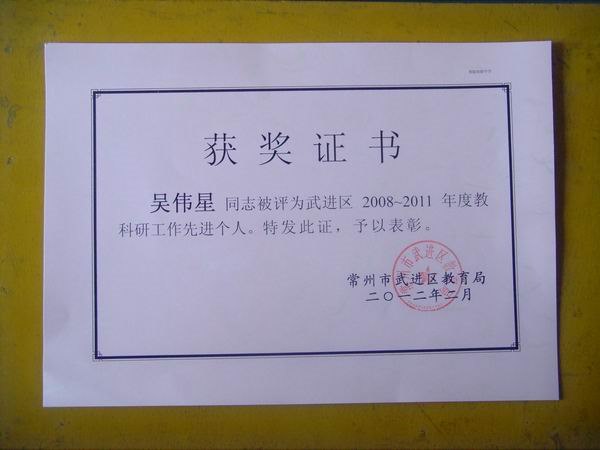 获奖证书
吴伟星 同志被评为武进区 2008~2011 年度教
科研工作先进个人。特发此证，予以表彰。
常州市武进区教育局
二〇一二年二月